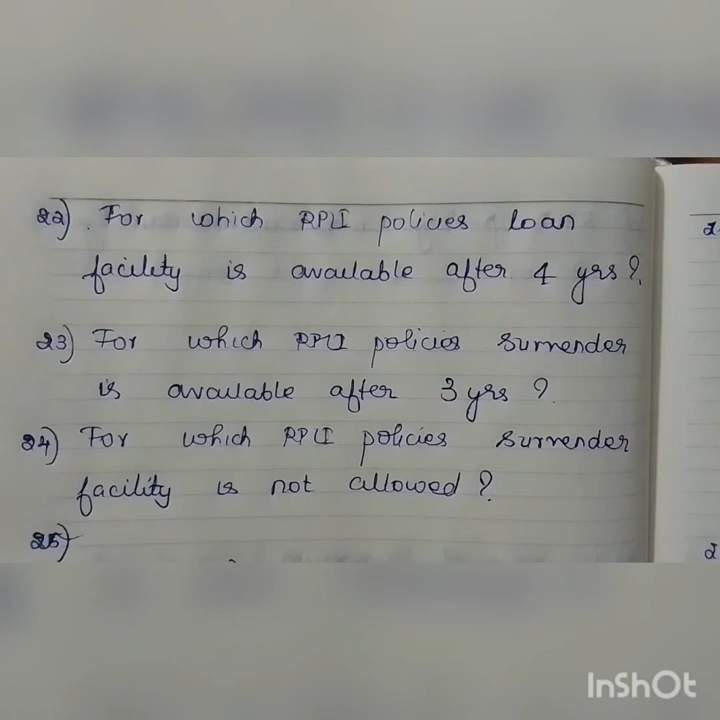 22). For which RPLI policies loan
facility is available after 4 yrs?.
23) For which RPLI policies surrender
is available after 3 yrs ?
24) For which RPLI policies surrender
facility is not allowed ?
25)
InShOt